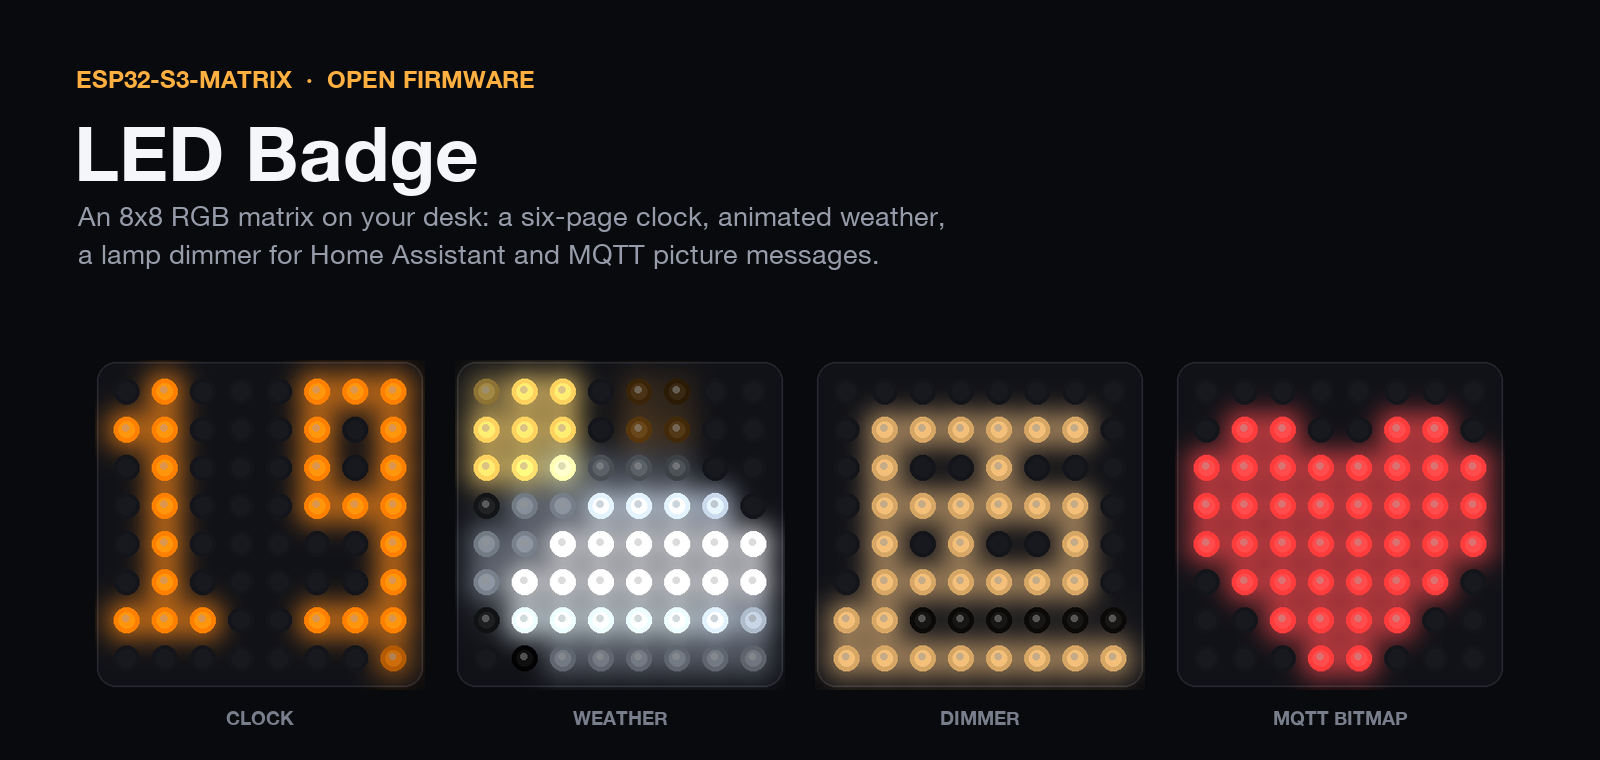 ESP32-S3-MATRIX · OPEN FIRMWARE
LED Badge
An 8x8 RGB matrix on your desk: a six-page clock, animated weather,
a lamp dimmer for Home Assistant and MQTT picture messages.
19
CLOCK
WEATHER
DIMMER
MQTT BITMAP